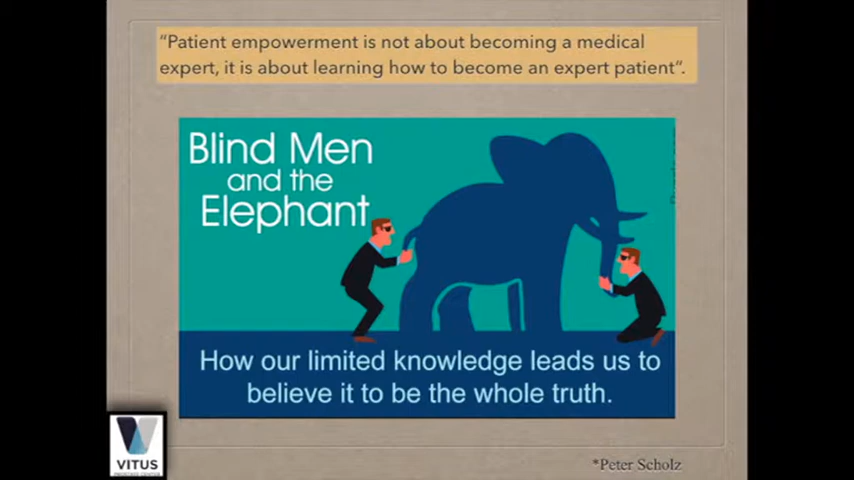 “Patient empowerment is not about becoming a medical
expert, it is about learning how to become an expert patient”.
Blind Men
and the
Elephant
How our limited knowledge leads us to
believe it to be the whole truth.
VITUS
*Peter Scholz